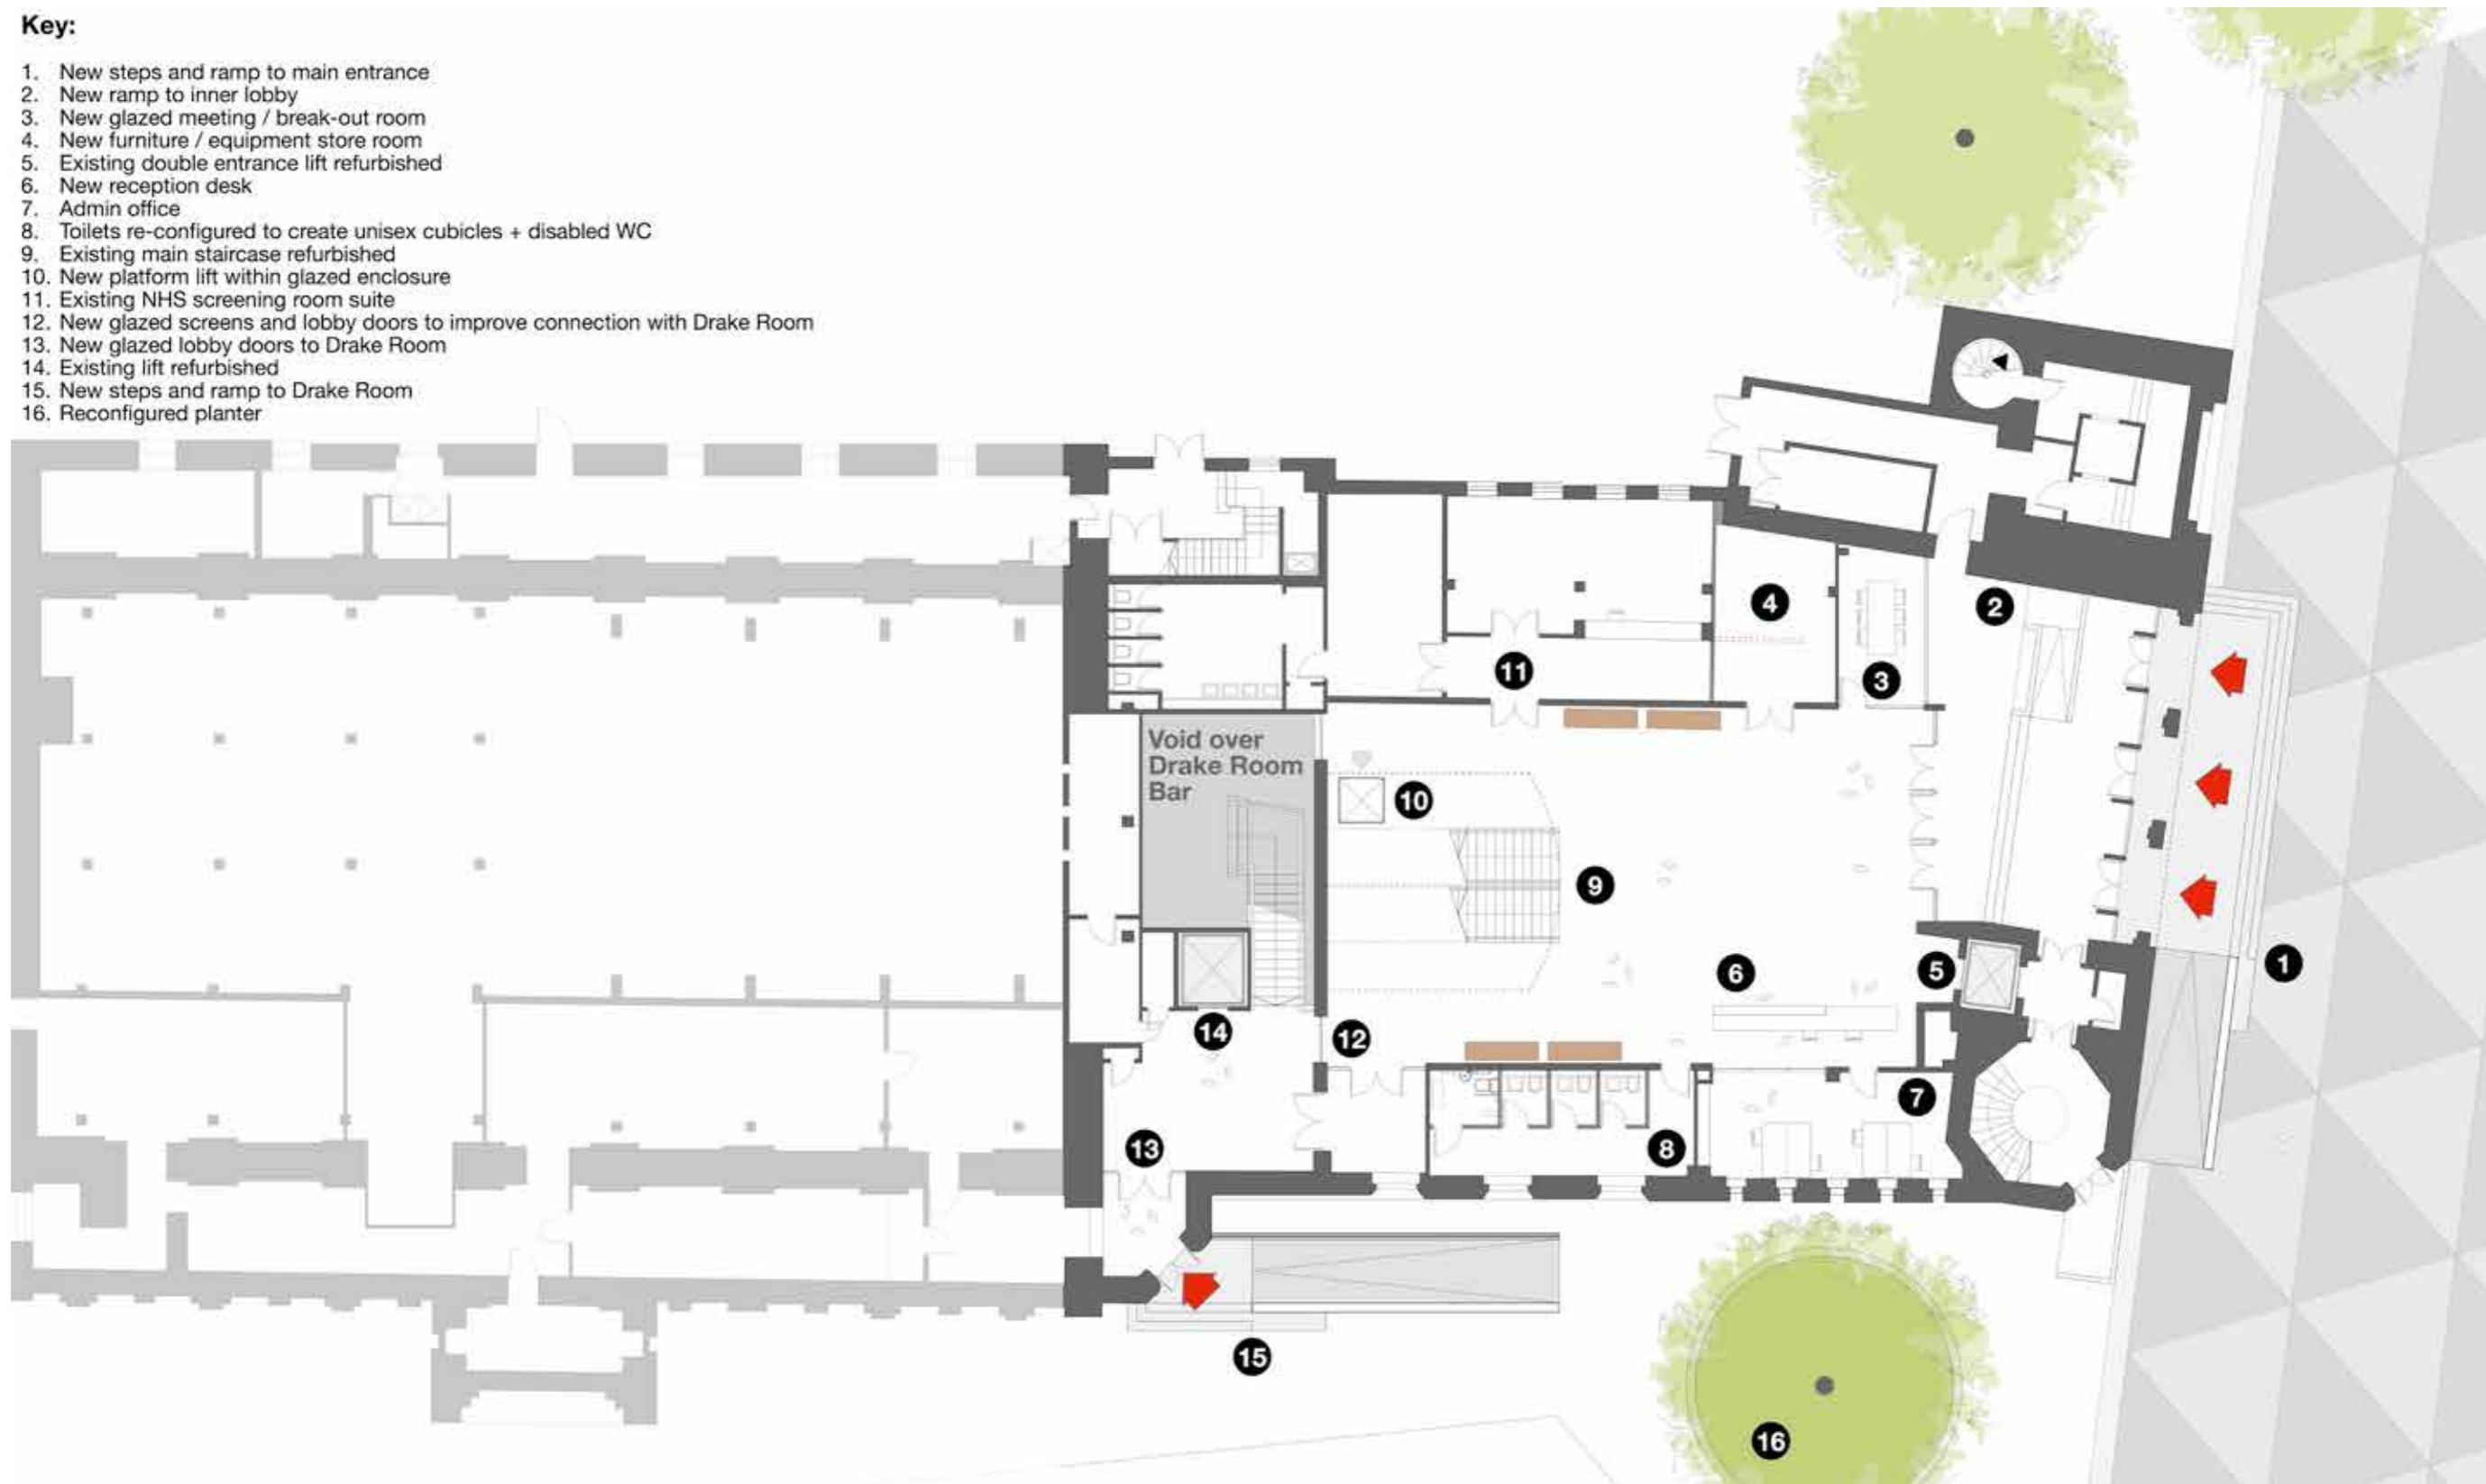 Key:
1. New steps and ramp to main entrance
2. New ramp to inner lobby
3. New glazed meeting / break-out room
4. New furniture / equipment store room
5. Existing double entrance lift refurbished
6. New reception desk
7. Admin office
8. Toilets re-configured to create unisex cubicles + disabled WC
9. Existing main staircase refurbished
10. New platform lift within glazed enclosure
11. Existing NHS screening room suite
12. New glazed screens and lobby doors to improve connection with Drake Room
13. New glazed lobby doors to Drake Room
14. Existing lift refurbished
15. New steps and ramp to Drake Room
16. Reconfigured planter
4
2
11
3
Void over
Drake Room
Bar
10
9
6
5
1
14
12
7
13
8
15
16